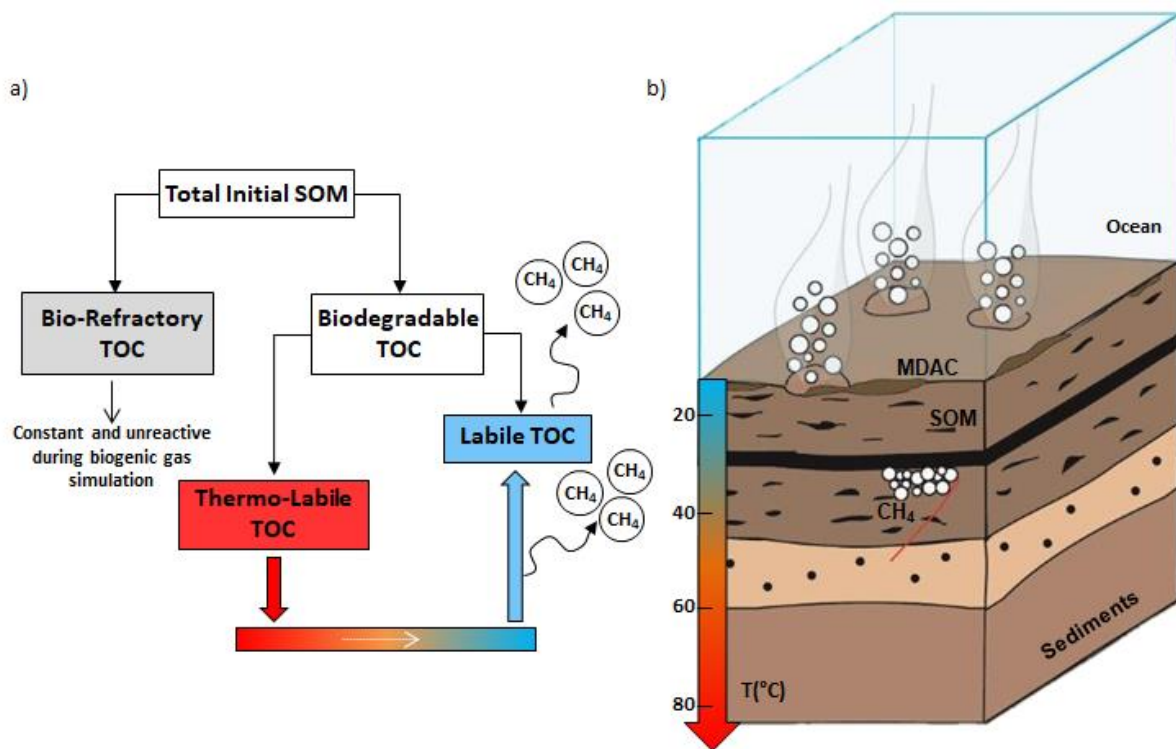 a)
Total Initial SOM
Bio-Refractory
TOC
Biodegradable
TOC
CH₄
CH₄
CH₄
Constant and unreactive
during biogenic gas
simulation
Labile TOC
Thermo-Labile
TOC
CH₄
CH₄
CH₄
b)
Ocean
MDAC
20
SOM
CH₄
40
60
Sediments
T(°C)
80